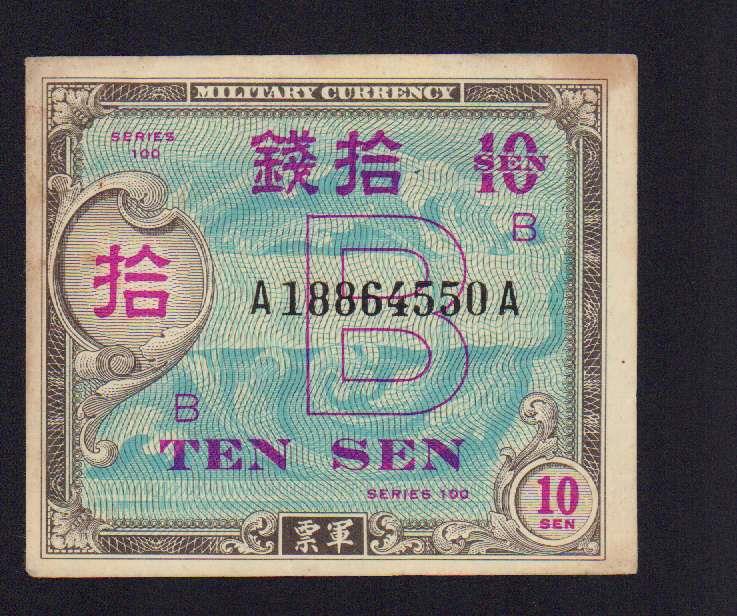 MILITARY CURRENCY
SERIES
100
錢拾
10
SEN
B
拾
B
A18864550A
B
TEN SEN
SERIES 100
10
SEN
票軍